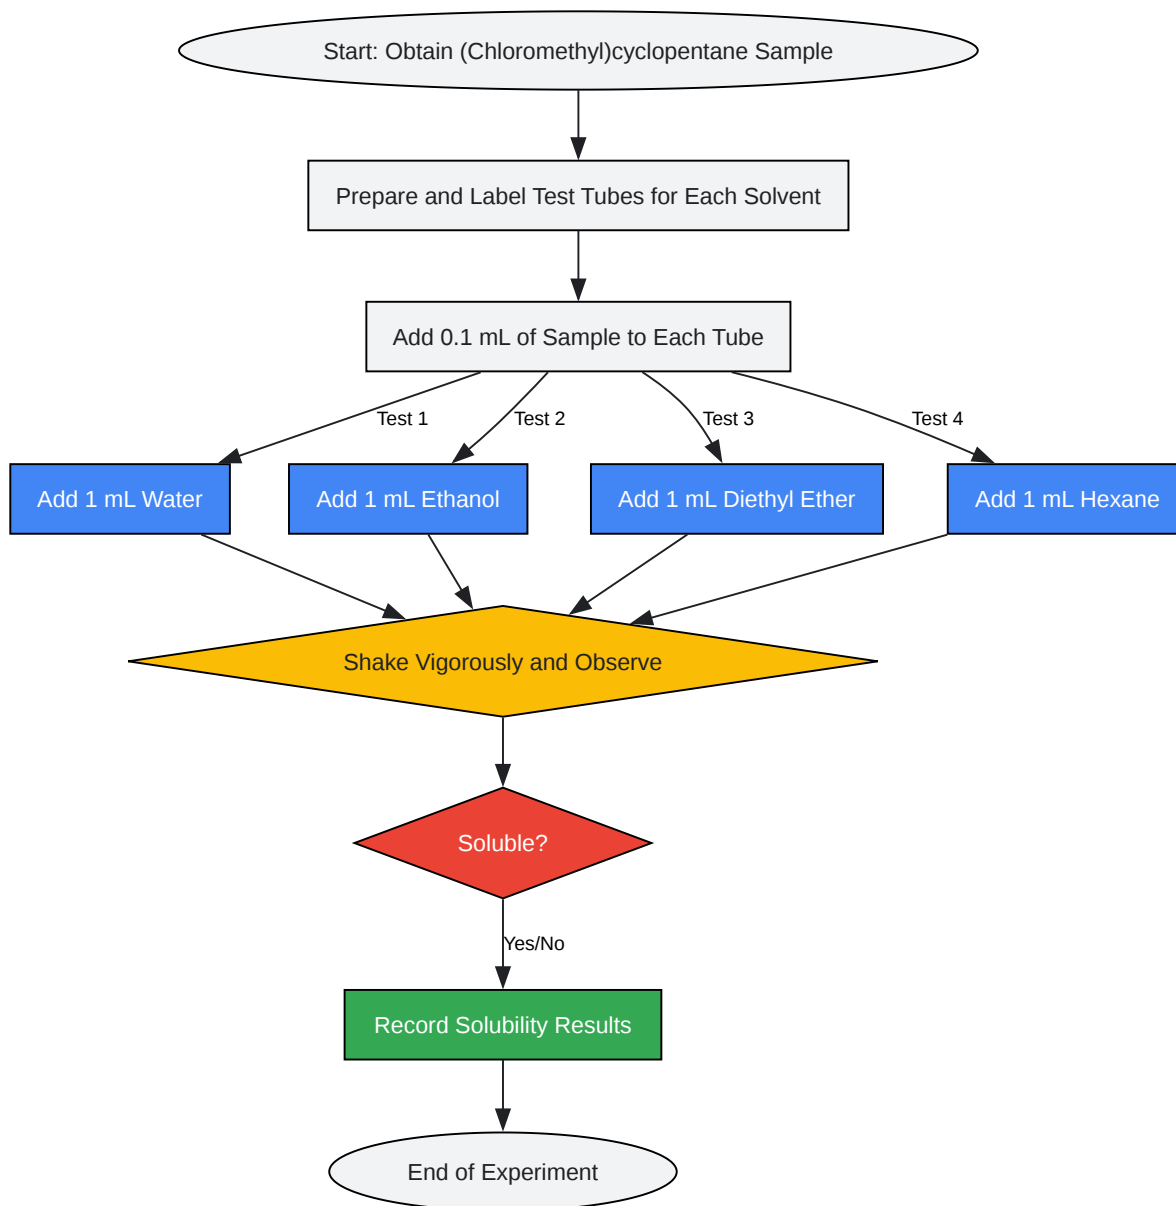 Start: Obtain (Chloromethyl)cyclopentane Sample
Prepare and Label Test Tubes for Each Solvent
Add 0.1 mL of Sample to Each Tube
Test 1
Test 2
Test 3
Test 4
Add 1 mL Water
Add 1 mL Ethanol
Add 1 mL Diethyl Ether
Add 1 mL Hexane
Shake Vigorously and Observe
Soluble?
Yes/No
Record Solubility Results
End of Experiment